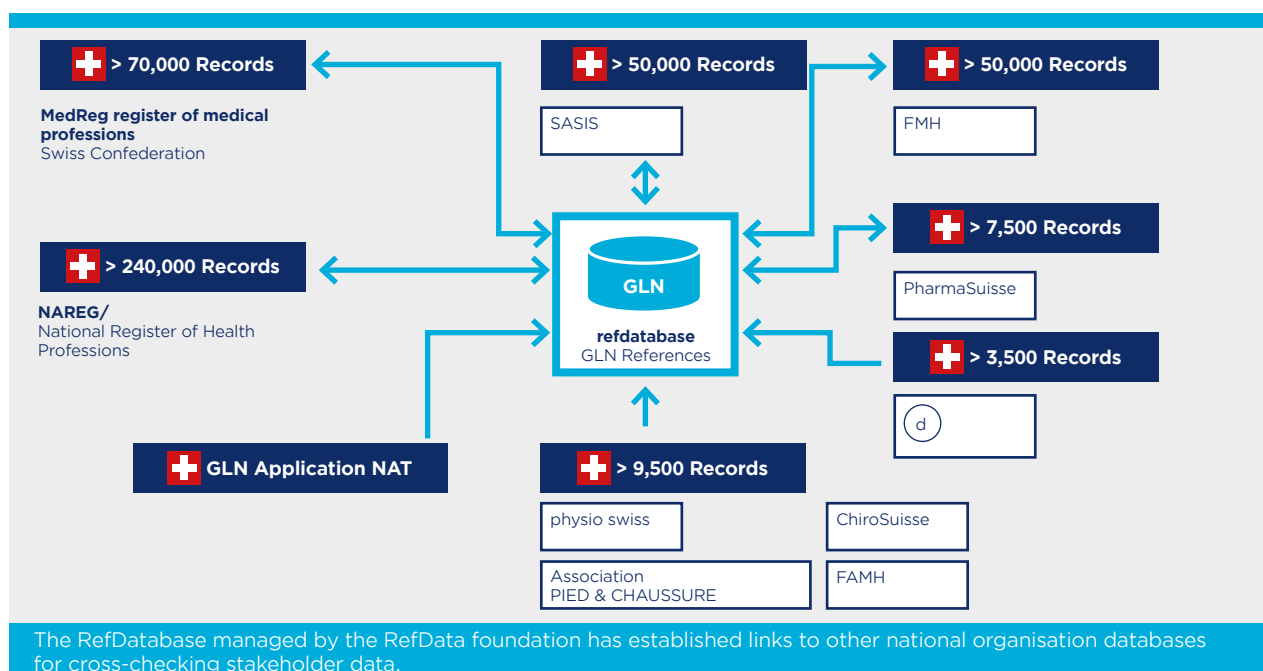 > 70,000 Records
MedReg register of medical
professions
Swiss Confederation
> 50,000 Records
SASIS
> 50,000 Records
FMH
> 7,500 Records
PharmaSuisse
> 240,000 Records
NAREG/
National Register of Health
Professions
GLN
refdatabase
GLN References
> 3,500 Records
d
GLN Application NAT
> 9,500 Records
physio swiss
ChiroSuisse
Association
PIED & CHAUSSURE
FAMH
The RefDatabase managed by the RefData foundation has established links to other national organisation databases
for cross-checking stakeholder data.